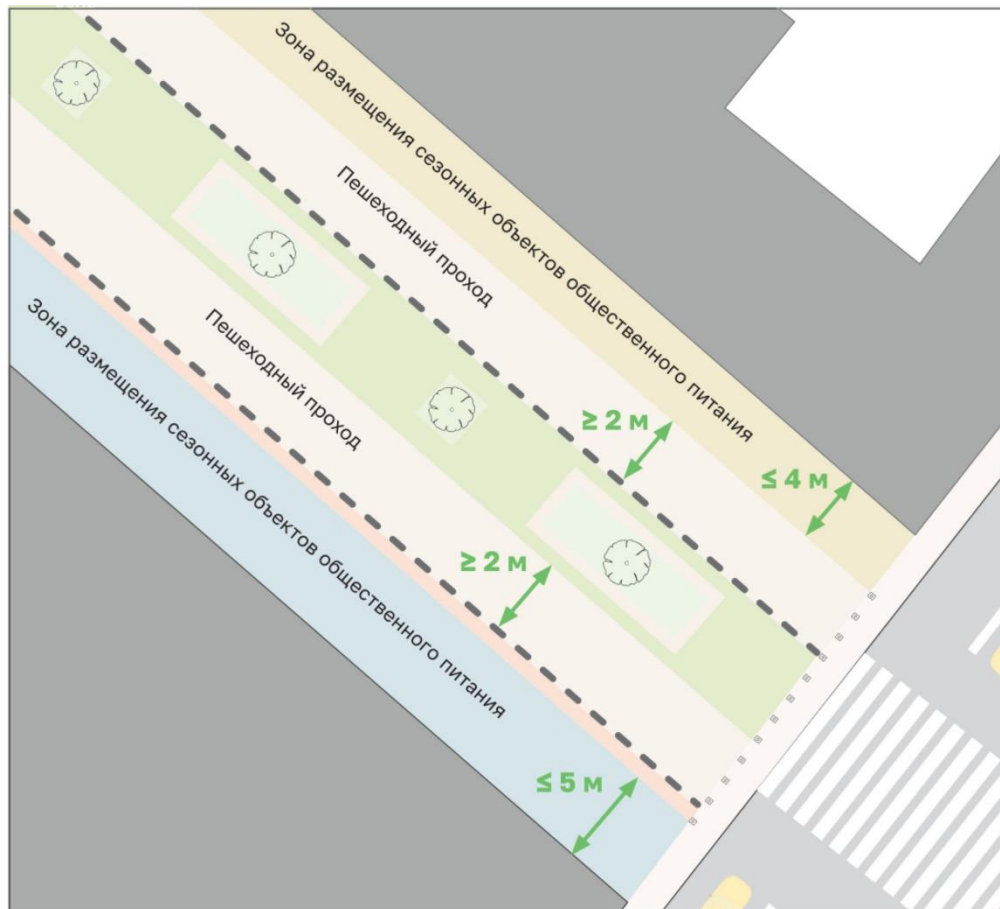 Зона размещения сезонных объектов общественного питания
Пешеходный проход
≥ 2 м
≤ 4 м
Пешеходный проход
≥ 2 м
Зона размещения сезонных объектов общественного питания
≤ 5 м